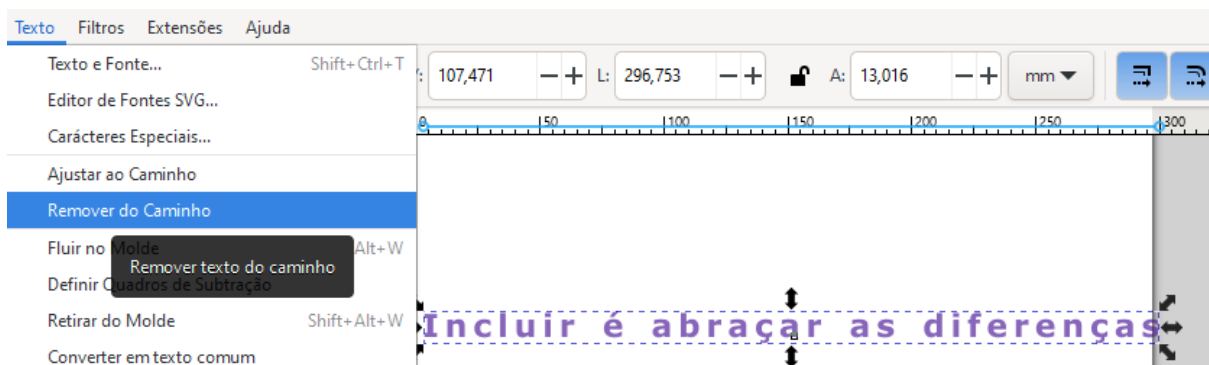 Texto Filtros Extensões Ajuda
Texto e Fonte... Shift+Ctrl+T
107,471 L: 296,753 A: 13,016 mm
Editor de Fontes SVG...
Carácteres Especiais...
0 50 100 150 200 250 300
Ajustar ao Caminho
Remover do Caminho
Fluir no Molde Alt+W
Remover texto do caminho
Definir Quadros de Subtração
Retirar do Molde Shift+Alt+W
Incluir é abraçar as diferenças
Converter em texto comum